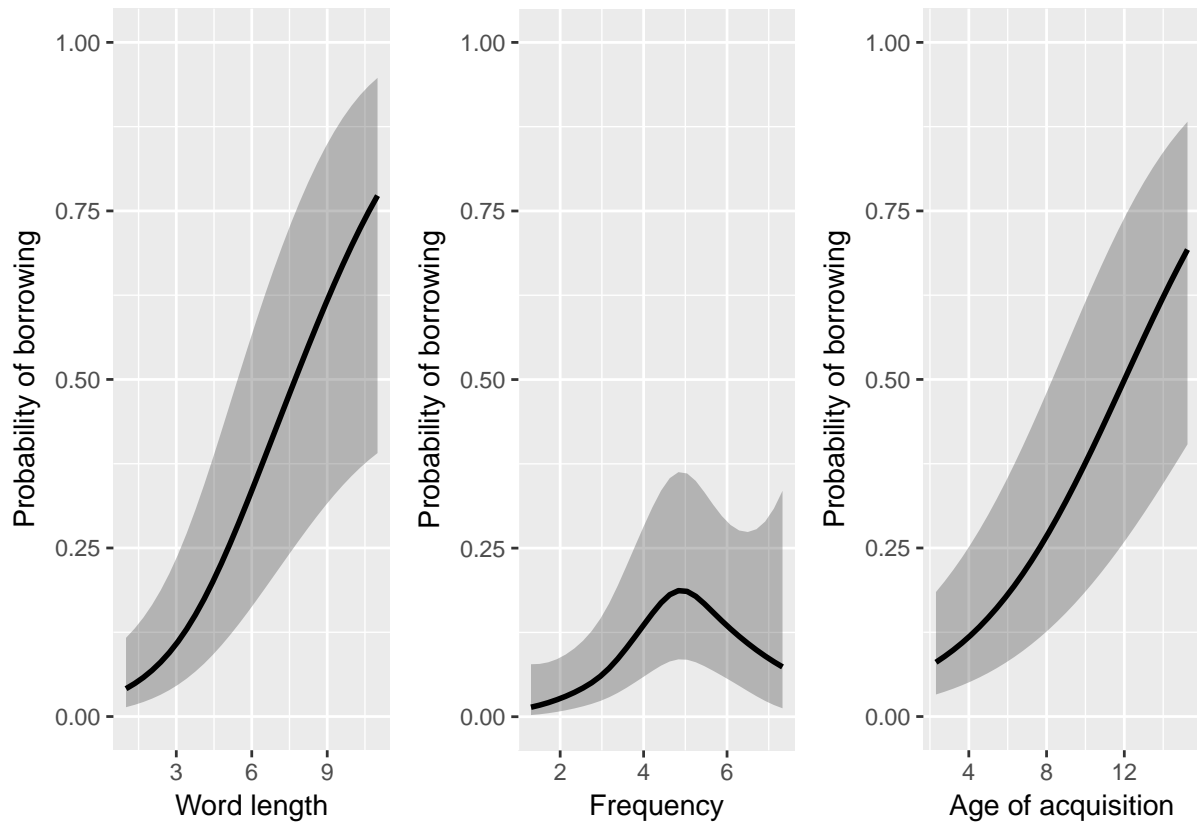 Probability of borrowing
1.00
0.75
0.50
0.25
0.00
3 6 9
Word length
Probability of borrowing
1.00
0.75
0.50
0.25
0.00
2 4 6
Frequency
Probability of borrowing
1.00
0.75
0.50
0.25
0.00
4 8 12
Age of acquisition